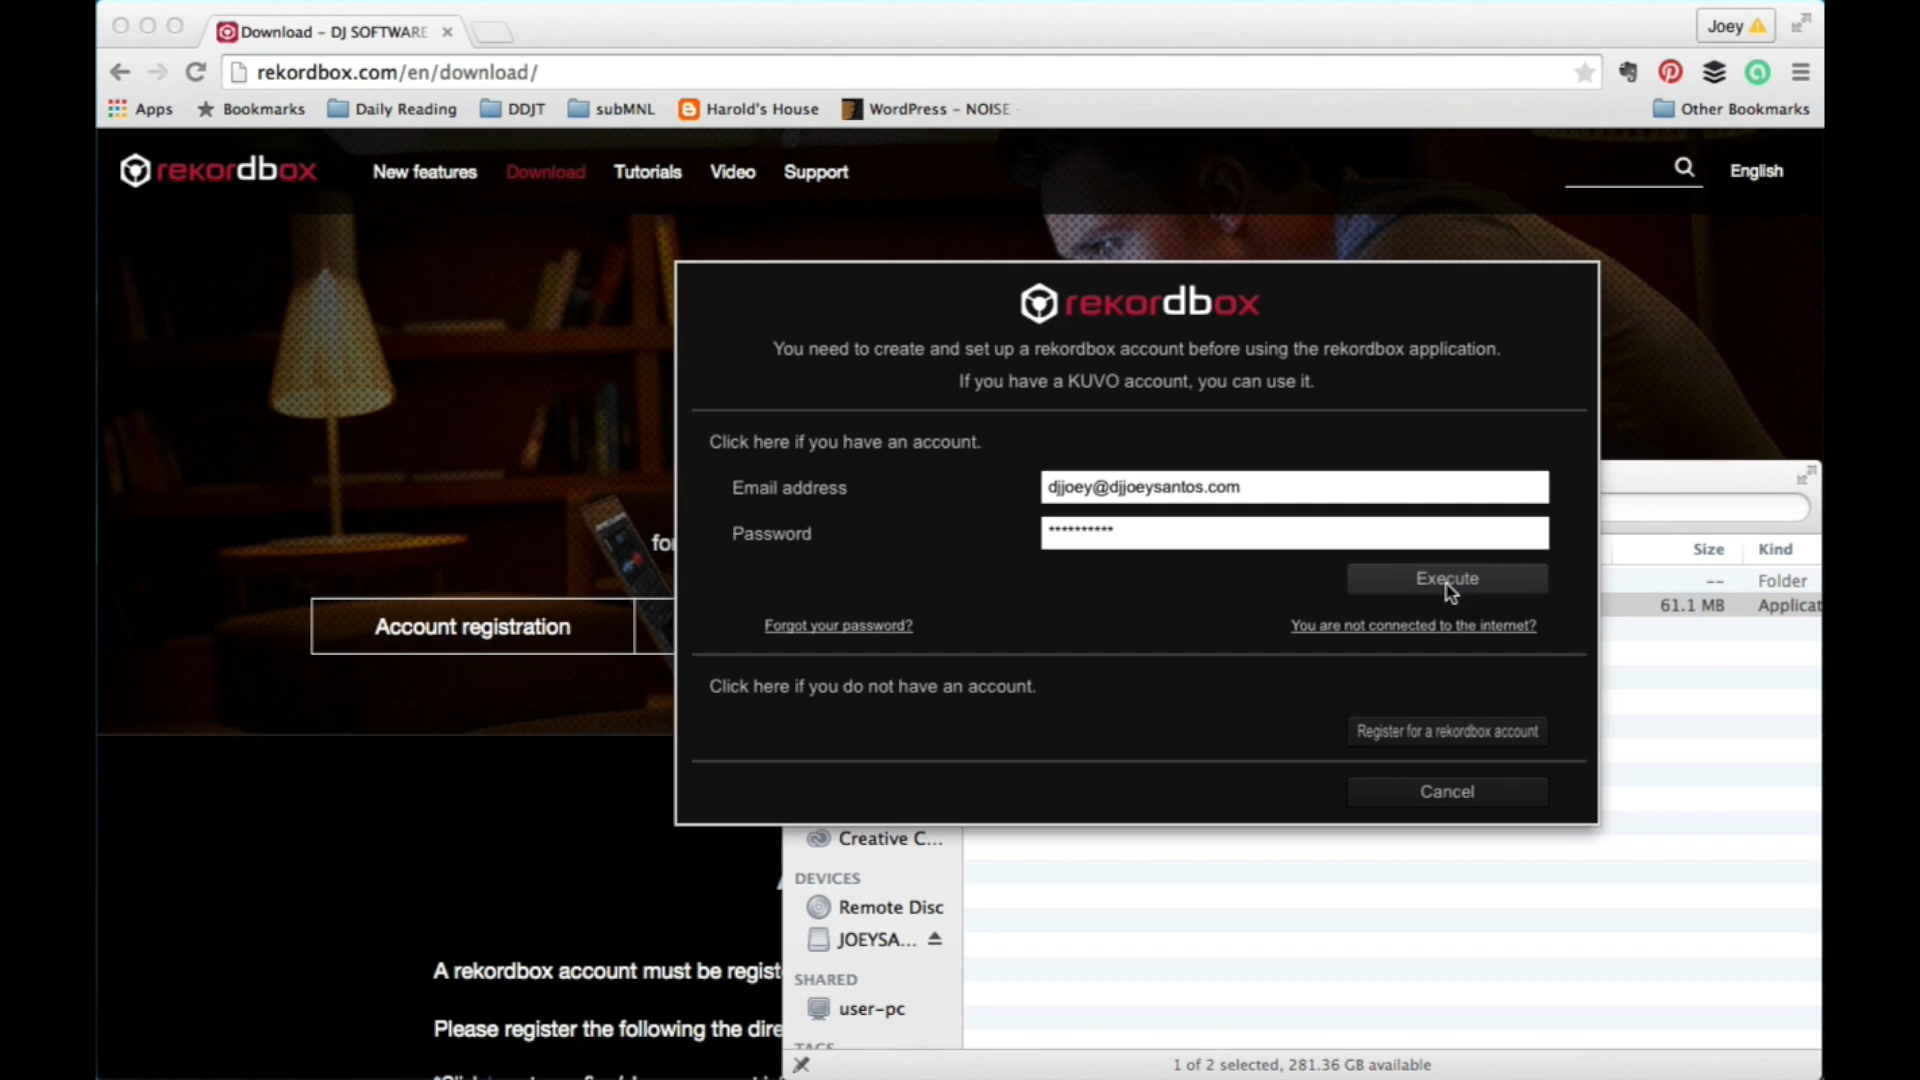 Download – DJ SOFTWARE
Joey
rekordbox.com/en/download/
Apps
Bookmarks
Daily Reading
DDJT
subMNL
Harold's House
WordPress – NOISE
Other Bookmarks
rekordbox
New features
Download
Tutorials
Video
Support
English
rekordbox
You need to create and set up a rekordbox account before using the rekordbox application.
If you have a KUVO account, you can use it.
Click here if you have an account.
Email address
djjoey@djjoeysantos.com
Password
**********
Execute
Forgot your password?
You are not connected to the internet?
Click here if you do not have an account.
Register for a rekordbox account
Cancel
Account registration
Size
Kind
--
Folder
61.1 MB
Applicat
Creative C...
DEVICES
Remote Disc
JOEYSA...
SHARED
user-pc
TAGS
1 of 2 selected, 281.36 GB available
A rekordbox account must be regist
Please register the following the dire